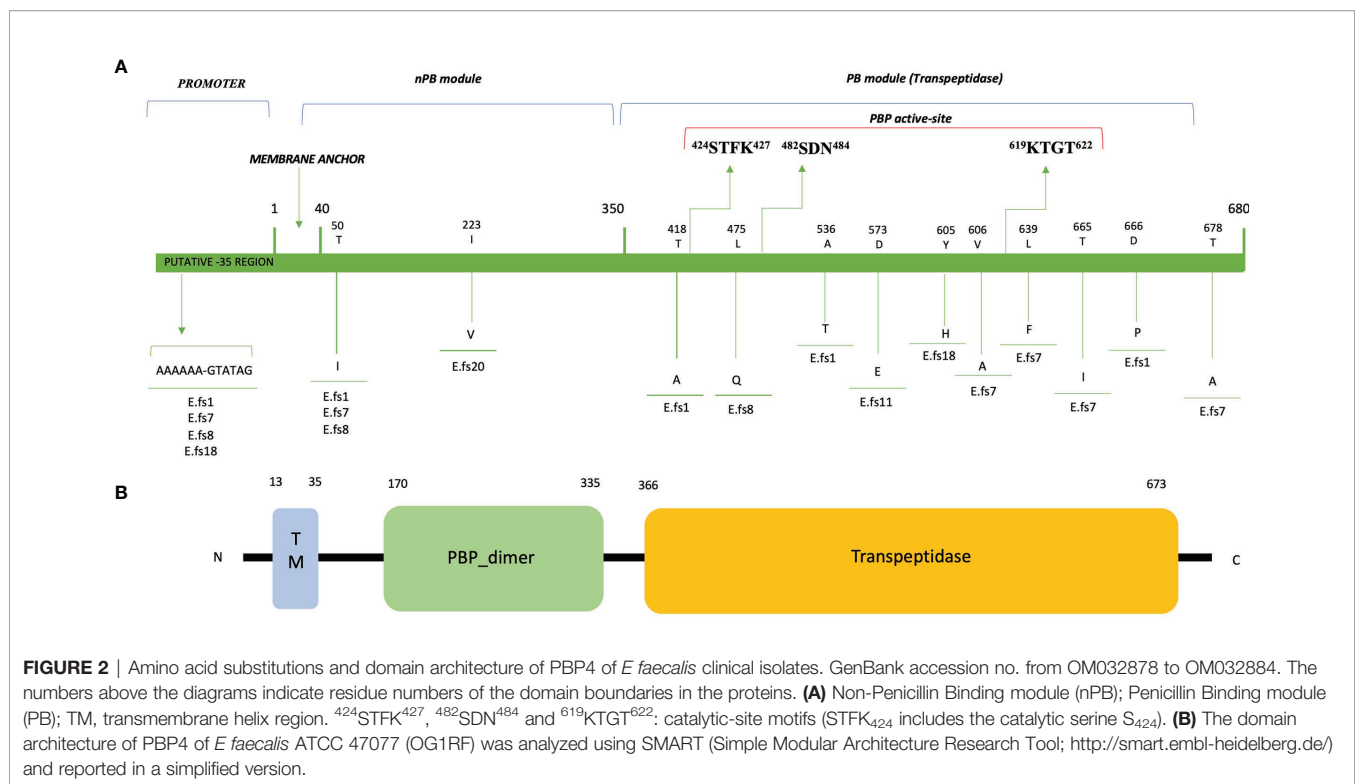 A
PROMOTER
nPB module
PB module (Transpeptidase)
PBP active-site
⁴²⁴STFK⁴²⁷ ⁴⁸²SDN⁴⁸⁴ ⁶¹⁹KTGT⁶²²
MEMBRANE ANCHOR
1 40 350 680
50 223 418 475 536 573 605 606 639 665 666 678
T I T L A D Y V L T D T
PUTATIVE -35 REGION
AAAAAA-GTATAG
E.fs1
E.fs7
E.fs8
E.fs18
I
E.fs1
E.fs7
E.fs8
V
E.fs20
A
E.fs1
Q
E.fs8
T
E.fs1
E
E.fs11
H
E.fs18
A
E.fs7
F
E.fs7
I
E.fs7
P
E.fs1
A
E.fs7
B
13 35 170 335 366 673
N
T
M
PBP_dimer
Transpeptidase
C
FIGURE 2 | Amino acid substitutions and domain architecture of PBP4 of E faecalis clinical isolates. GenBank accession no. from OM032878 to OM032884. The
numbers above the diagrams indicate residue numbers of the domain boundaries in the proteins. (A) Non-Penicillin Binding module (nPB); Penicillin Binding module
(PB); TM, transmembrane helix region. ⁴²⁴STFK⁴²⁷, ⁴⁸²SDN⁴⁸⁴ and ⁶¹⁹KTGT⁶²²: catalytic-site motifs (STFK₄₂₄ includes the catalytic serine S₄₂₄). (B) The domain
architecture of PBP4 of E faecalis ATCC 47077 (OG1RF) was analyzed using SMART (Simple Modular Architecture Research Tool; http://smart.embl-heidelberg.de/)
and reported in a simplified version.